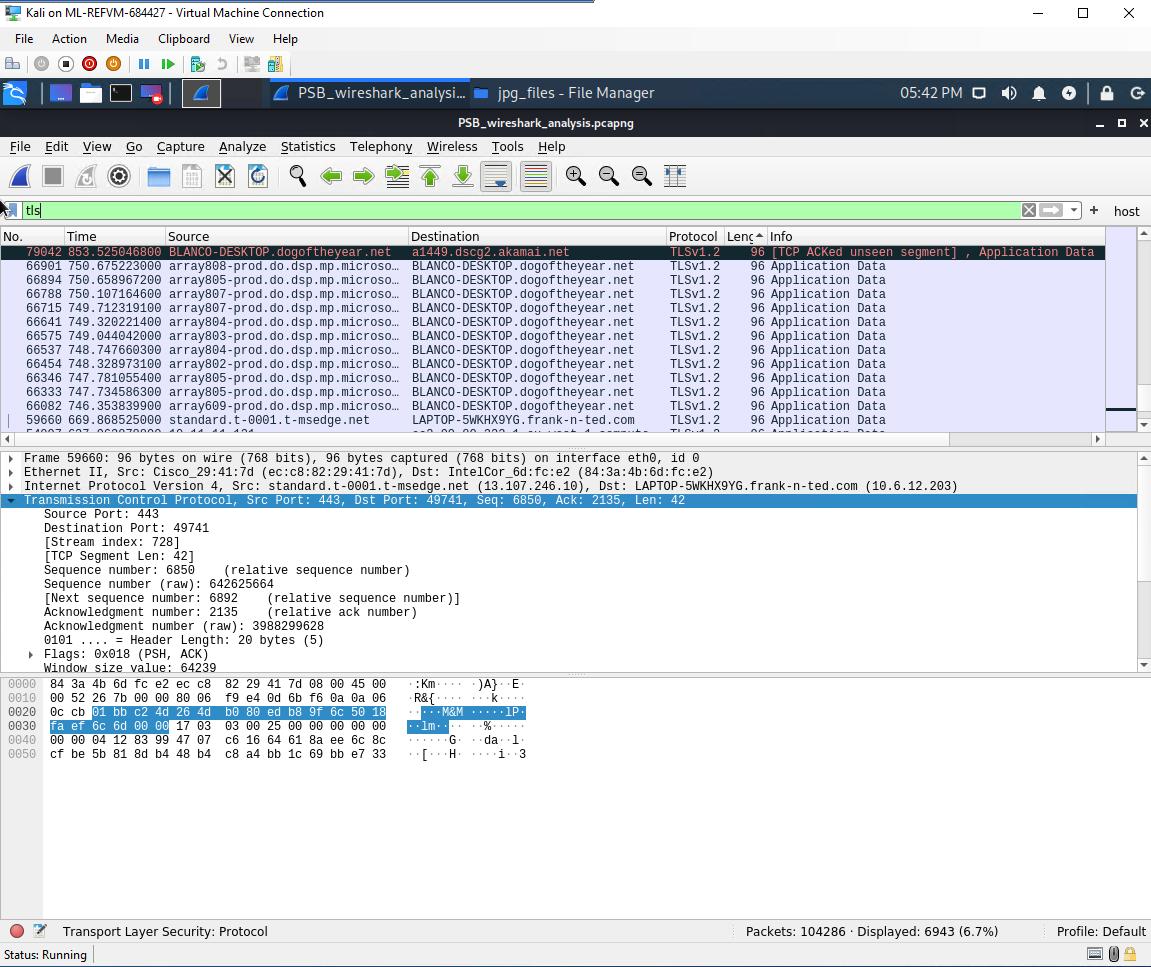 Kali on ML-REFVM-684427 - Virtual Machine Connection
File Action Media Clipboard View Help
PSB_wireshark_analysi... jpg_files - File Manager 05:42 PM
PSB_wireshark_analysis.pcapng
File Edit View Go Capture Analyze Statistics Telephony Wireless Tools Help
tls + host
No. Time Source Destination Protocol Leng Info
79042 853.525046800 BLANCO-DESKTOP.dogoftheyear.net a1449.dscg2.akamai.net TLSv1.2 96 [TCP ACKed unseen segment] , Application Data
66901 750.675223000 array808-prod.do.dsp.mp.microso… BLANCO-DESKTOP.dogoftheyear.net TLSv1.2 96 Application Data
66894 750.658967200 array805-prod.do.dsp.mp.microso… BLANCO-DESKTOP.dogoftheyear.net TLSv1.2 96 Application Data
66788 750.107164600 array807-prod.do.dsp.mp.microso… BLANCO-DESKTOP.dogoftheyear.net TLSv1.2 96 Application Data
66715 749.712319100 array807-prod.do.dsp.mp.microso… BLANCO-DESKTOP.dogoftheyear.net TLSv1.2 96 Application Data
66641 749.320221400 array804-prod.do.dsp.mp.microso… BLANCO-DESKTOP.dogoftheyear.net TLSv1.2 96 Application Data
66575 749.044042000 array803-prod.do.dsp.mp.microso… BLANCO-DESKTOP.dogoftheyear.net TLSv1.2 96 Application Data
66537 748.747660300 array804-prod.do.dsp.mp.microso… BLANCO-DESKTOP.dogoftheyear.net TLSv1.2 96 Application Data
66454 748.328973100 array802-prod.do.dsp.mp.microso… BLANCO-DESKTOP.dogoftheyear.net TLSv1.2 96 Application Data
66346 747.781055400 array805-prod.do.dsp.mp.microso… BLANCO-DESKTOP.dogoftheyear.net TLSv1.2 96 Application Data
66333 747.734586300 array805-prod.do.dsp.mp.microso… BLANCO-DESKTOP.dogoftheyear.net TLSv1.2 96 Application Data
66082 746.353839000 array609-prod.do.dsp.mp.microso… BLANCO-DESKTOP.dogoftheyear.net TLSv1.2 96 Application Data
59660 669.868525000 standard.t-0001.t-msedge.net LAPTOP-5WKHX9YG.frank-n-ted.com TLSv1.2 96 Application Data
Frame 59660: 96 bytes on wire (768 bits), 96 bytes captured (768 bits) on interface eth0, id 0
Ethernet II, Src: Cisco_29:41:7d (ec:c8:82:29:41:7d), Dst: IntelCor_6d:fc:e2 (84:3a:4b:6d:fc:e2)
Internet Protocol Version 4, Src: standard.t-0001.t-msedge.net (13.107.246.10), Dst: LAPTOP-5WKHX9YG.frank-n-ted.com (10.6.12.203)
Transmission Control Protocol, Src Port: 443, Dst Port: 49741, Seq: 6850, Ack: 2135, Len: 42
Source Port: 443
Destination Port: 49741
[Stream index: 728]
[TCP Segment Len: 42]
Sequence number: 6850 (relative sequence number)
Sequence number (raw): 642625664
[Next sequence number: 6892 (relative sequence number)]
Acknowledgment number: 2135 (relative ack number)
Acknowledgment number (raw): 3988299628
0101 .... = Header Length: 20 bytes (5)
Flags: 0x018 (PSH, ACK)
Window size value: 64239
0000 84 3a 4b 6d fc e2 ec c8 82 29 41 7d 08 00 45 00 ·:Km···· ·)A}··E·
0010 00 52 26 7b 00 00 80 06 f9 e4 0d 6b f6 0a 0a 06 ·R&{···· ···k····
0020 0c cb 01 bb c2 4d 26 4d b0 80 ed b8 9f 6c 50 18 ·····M&M ·····lP·
0030 fa ef 6c 6d 00 00 17 03 03 00 25 00 00 00 00 00 ··lm···· ··%·····
0040 00 00 04 12 83 99 47 07 c6 16 64 61 8a ee 6c 8c ······G· ··da··l·
0050 cf be 5b 81 8d b4 48 b4 c8 a4 bb 1c 69 bb e7 33 ··[···H· ····i··3
Transport Layer Security: Protocol Packets: 104286 · Displayed: 6943 (6.7%) Profile: Default
Status: Running